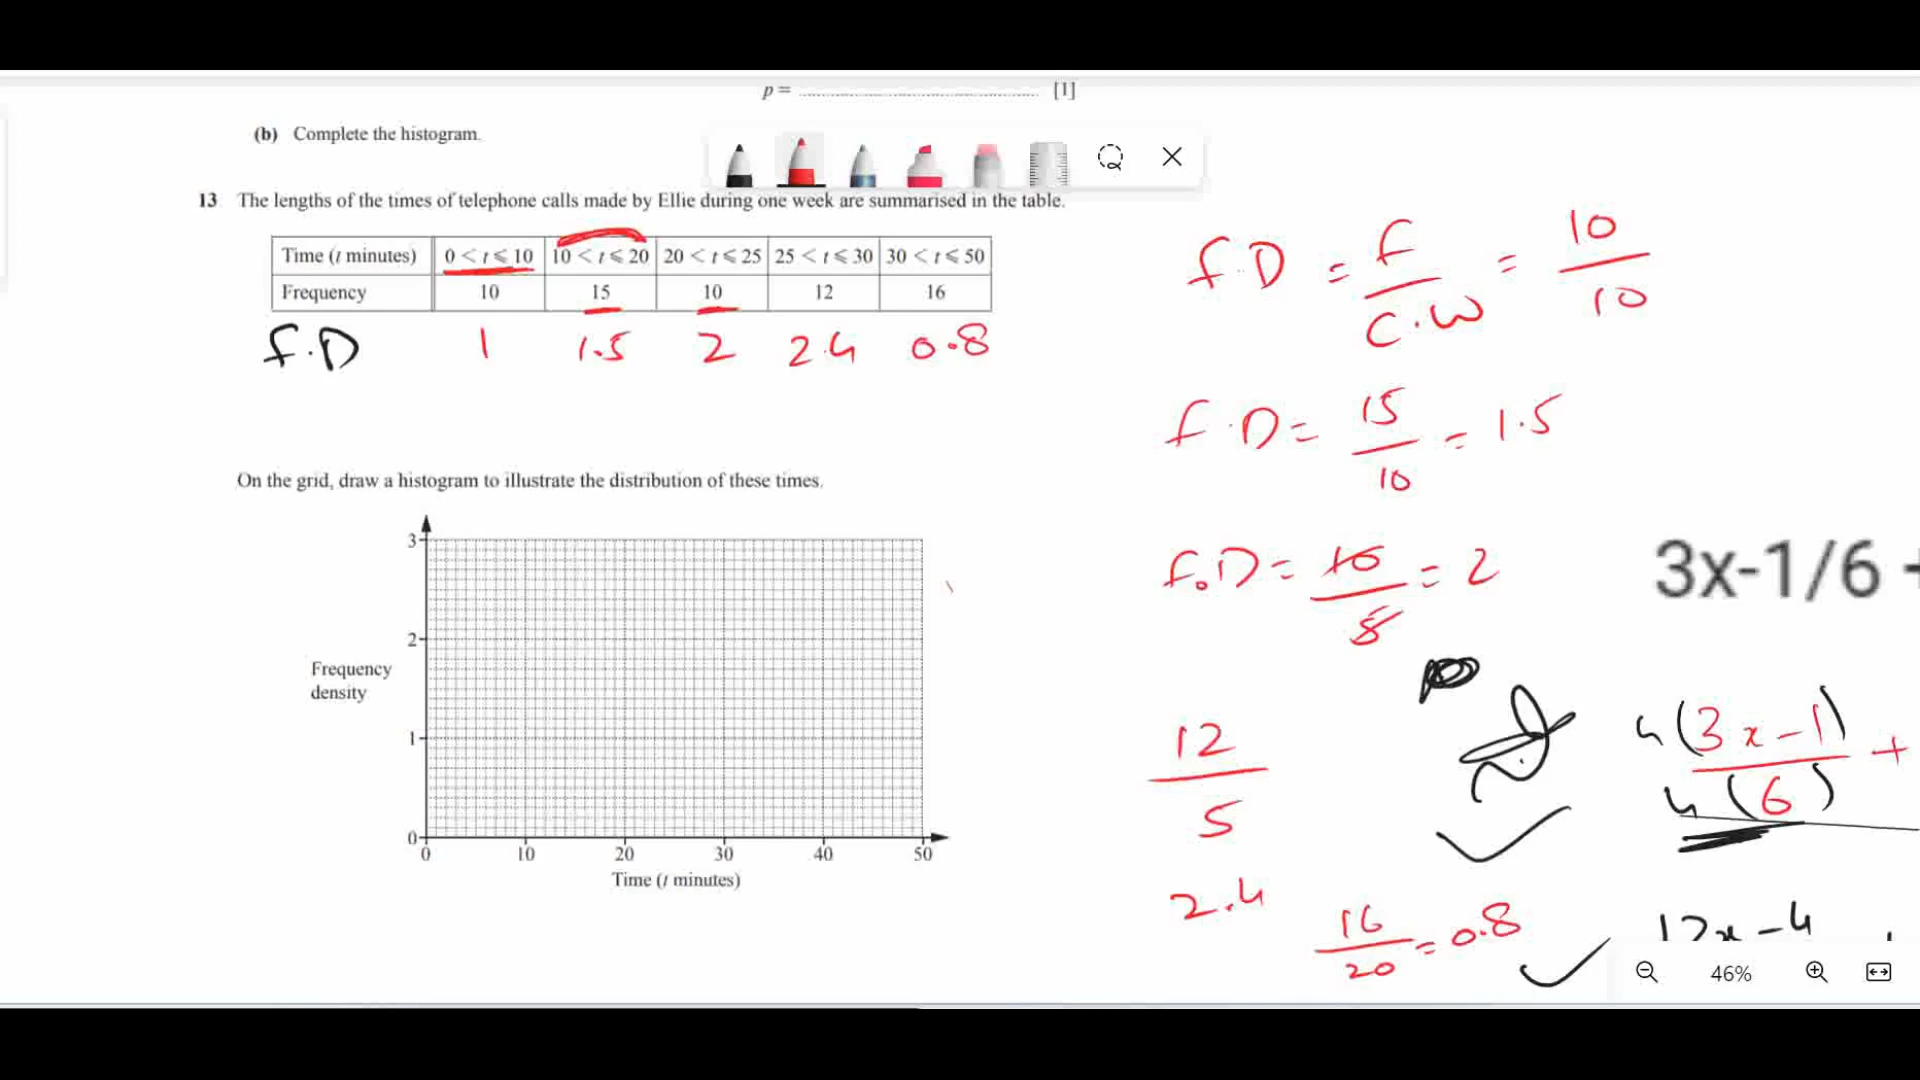 p = ........................................ [1]
(b) Complete the histogram.
13 The lengths of the times of telephone calls made by Ellie during one week are summarised in the table.
Time (t minutes) 0 < t ⩽ 10 10 < t ⩽ 20 20 < t ⩽ 25 25 < t ⩽ 30 30 < t ⩽ 50
Frequency 10 15 10 12 16
f.D 1 1.5 2 2.4 0.8
On the grid, draw a histogram to illustrate the distribution of these times.
3
2
Frequency
density
1
0
0 10 20 30 40 50
Time (t minutes)
f.D = f/C.W = 10/10
f.D = 15/10 = 1.5
f.D = 10/5 = 2
12/5
2.4
16/20 = 0.8
3x-1/6 +
4(3x-1)/4(6) +
12x-4
46%